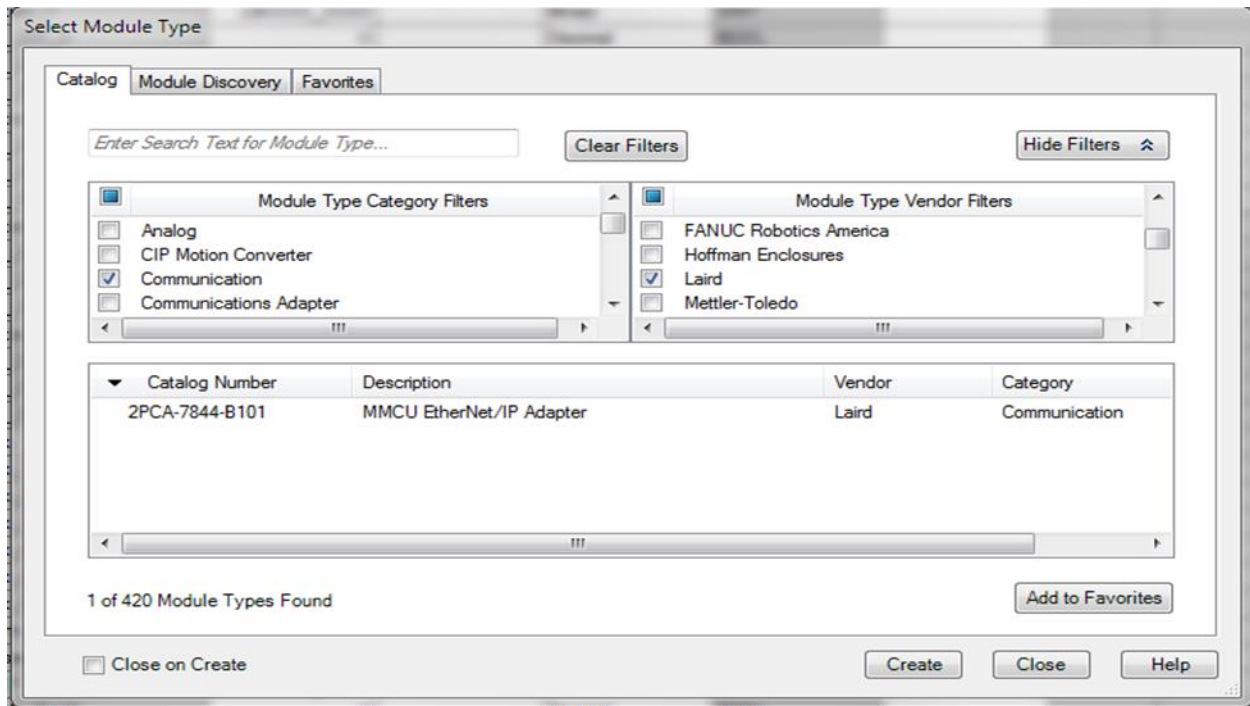 Select Module Type
Catalog Module Discovery Favorites
Enter Search Text for Module Type... Clear Filters Hide Filters
Module Type Category Filters Module Type Vendor Filters
Analog FANUC Robotics America
CIP Motion Converter Hoffman Enclosures
Communication Laird
Communications Adapter Mettler-Toledo
Catalog Number Description Vendor Category
2PCA-7844-B101 MMCU EtherNet/IP Adapter Laird Communication
1 of 420 Module Types Found Add to Favorites
Close on Create Create Close Help